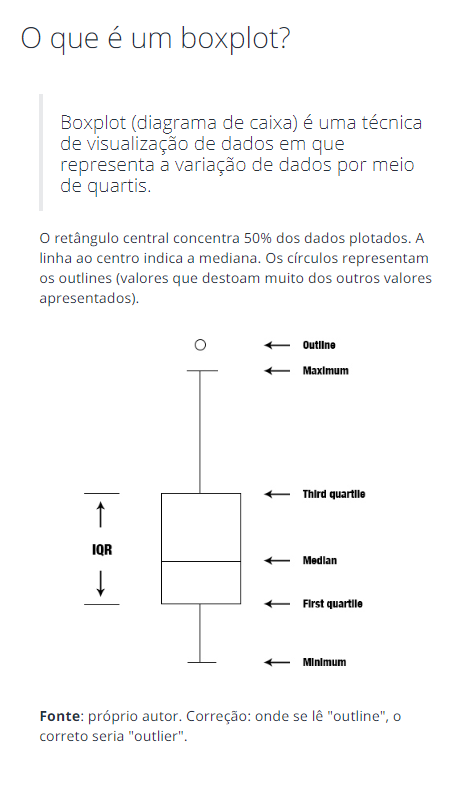 O que é um boxplot?
Boxplot (diagrama de caixa) é uma técnica
de visualização de dados em que
representa a variação de dados por meio
de quartis.
O retângulo central concentra 50% dos dados plotados. A
linha ao centro indica a mediana. Os círculos representam
os outlines (valores que destoam muito dos outros valores
apresentados).
Outline
Maximum
Third quartile
IQR
Median
First quartile
Minimum
Fonte: próprio autor. Correção: onde se lê "outline", o
correto seria "outlier".